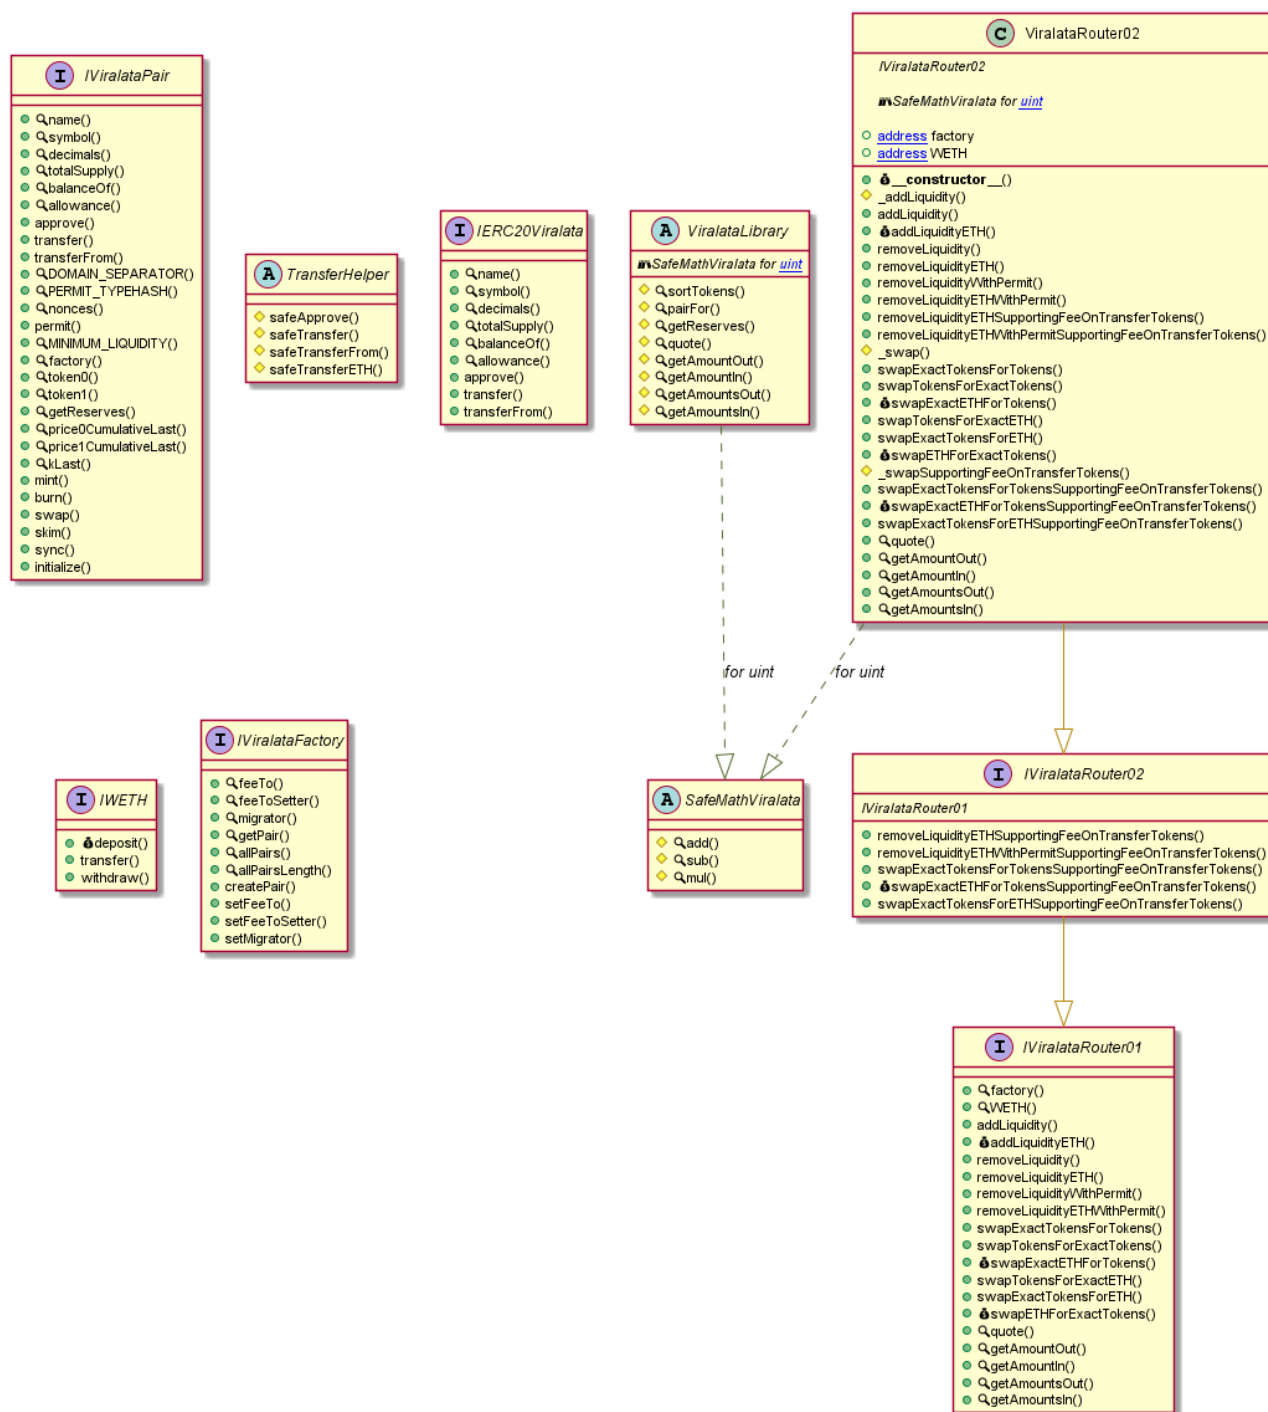 I IViralataPair
name()
symbol()
decimals()
totalSupply()
balanceOf()
allowance()
approve()
transfer()
transferFrom()
DOMAIN_SEPARATOR()
PERMIT_TYPEHASH()
nonces()
permit()
MINIMUM_LIQUIDITY()
factory()
token0()
token1()
getReserves()
price0CumulativeLast()
price1CumulativeLast()
kLast()
mint()
burn()
swap()
skim()
sync()
initialize()
A TransferHelper
safeApprove()
safeTransfer()
safeTransferFrom()
safeTransferETH()
I IERC20Viralata
name()
symbol()
decimals()
totalSupply()
balanceOf()
allowance()
approve()
transfer()
transferFrom()
A ViralataLibrary
SafeMathViralata for uint
sortTokens()
pairFor()
getReserves()
quote()
getAmountOut()
getAmountIn()
getAmountsOut()
getAmountsIn()
C ViralataRouter02
IViralataRouter02
SafeMathViralata for uint
address factory
address WETH
__constructor__()
_addLiquidity()
addLiquidity()
addLiquidityETH()
removeLiquidity()
removeLiquidityETH()
removeLiquidityWithPermit()
removeLiquidityETHWithPermit()
removeLiquidityETHSupportingFeeOnTransferTokens()
removeLiquidityETHWithPermitSupportingFeeOnTransferTokens()
_swap()
swapExactTokensForTokens()
swapTokensForExactTokens()
swapExactETHForTokens()
swapTokensForExactETH()
swapExactTokensForETH()
swapETHForExactTokens()
_swapSupportingFeeOnTransferTokens()
swapExactTokensForTokensSupportingFeeOnTransferTokens()
swapExactETHForTokensSupportingFeeOnTransferTokens()
swapExactTokensForETHSupportingFeeOnTransferTokens()
quote()
getAmountOut()
getAmountIn()
getAmountsOut()
getAmountsIn()
for uint
for uint
I IWETH
deposit()
transfer()
withdraw()
I IViralataFactory
feeTo()
feeToSetter()
migrator()
getPair()
allPairs()
allPairsLength()
createPair()
setFeeTo()
setFeeToSetter()
setMigrator()
A SafeMathViralata
add()
sub()
mul()
I IViralataRouter02
IViralataRouter01
removeLiquidityETHSupportingFeeOnTransferTokens()
removeLiquidityETHWithPermitSupportingFeeOnTransferTokens()
swapExactTokensForTokensSupportingFeeOnTransferTokens()
swapExactETHForTokensSupportingFeeOnTransferTokens()
swapExactTokensForETHSupportingFeeOnTransferTokens()
I IViralataRouter01
factory()
WETH()
addLiquidity()
addLiquidityETH()
removeLiquidity()
removeLiquidityETH()
removeLiquidityWithPermit()
removeLiquidityETHWithPermit()
swapExactTokensForTokens()
swapTokensForExactTokens()
swapExactETHForTokens()
swapTokensForExactETH()
swapExactTokensForETH()
swapETHForExactTokens()
quote()
getAmountOut()
getAmountIn()
getAmountsOut()
getAmountsIn()